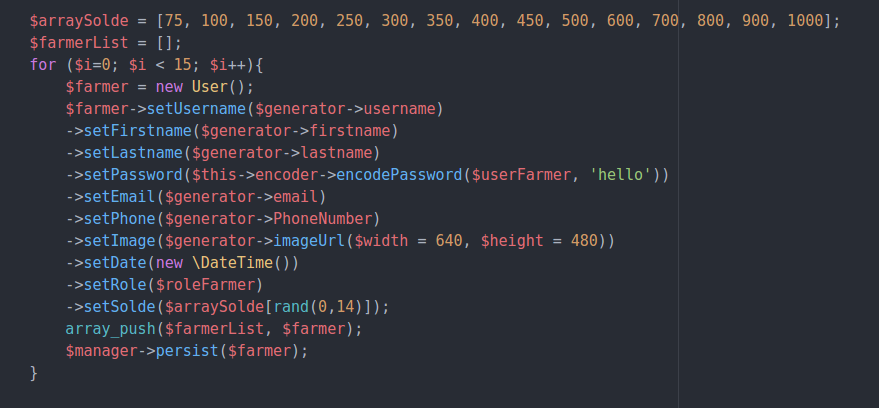 $arraySolde = [75, 100, 150, 200, 250, 300, 350, 400, 450, 500, 600, 700, 800, 900, 1000];
$farmerList = [];
for ($i=0; $i < 15; $i++){
    $farmer = new User();
    $farmer->setUsername($generator->username)
    ->setFirstname($generator->firstname)
    ->setLastname($generator->lastname)
    ->setPassword($this->encoder->encodePassword($userFarmer, 'hello'))
    ->setEmail($generator->email)
    ->setPhone($generator->PhoneNumber)
    ->setImage($generator->imageUrl($width = 640, $height = 480))
    ->setDate(new \DateTime())
    ->setRole($roleFarmer)
    ->setSolde($arraySolde[rand(0,14)]);
    array_push($farmerList, $farmer);
    $manager->persist($farmer);
}